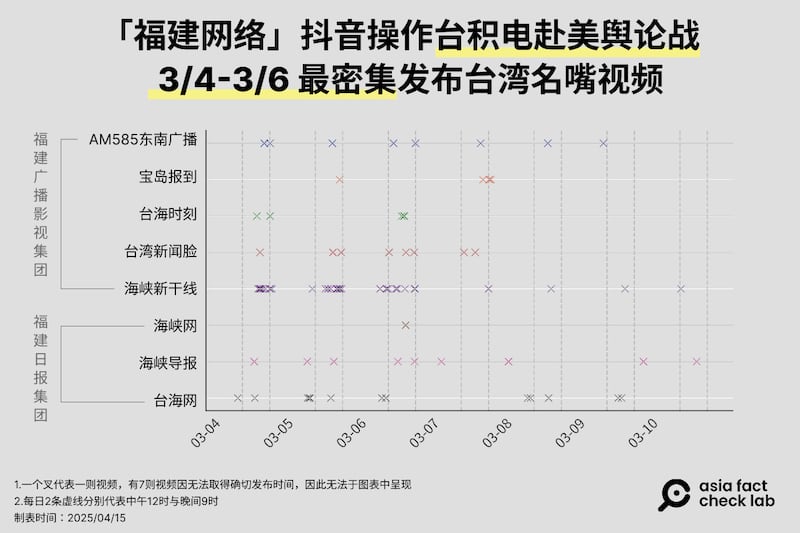 「福建网络」抖音操作台积电赴美舆论战
3/4-3/6 最密集发布台湾名嘴视频
福建广播影视集团
AM585东南广播
宝岛报到
台海时刻
台湾新闻脸
海峡新干线
福建日报集团
海峡网
海峡导报
台海网
03-04
03-05
03-06
03-07
03-08
03-09
03-10
1.一个叉代表一则视频，有7则视频因无法取得确切发布时间，因此无法于图表中呈现
2.每日2条虚线分别代表中午12时与晚间9时
制表时间：2025/04/15
asia fact
check lab